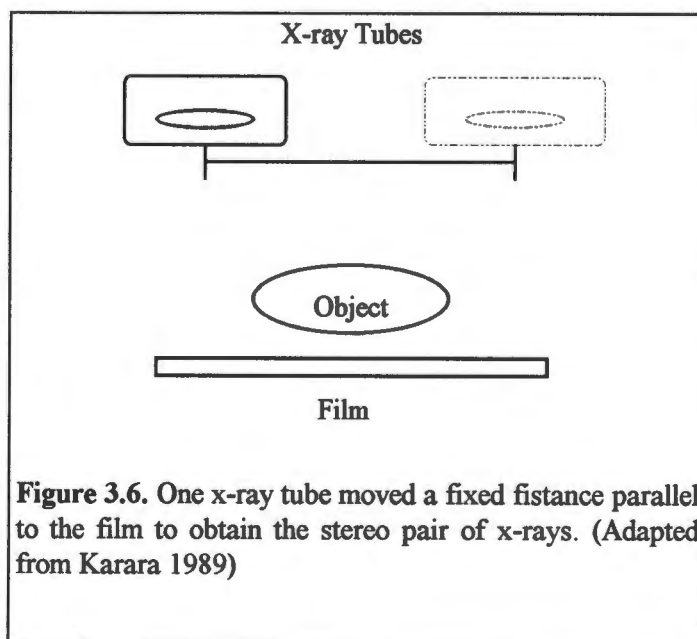 X-ray Tubes
Object
Film
Figure 3.6. One x-ray tube moved a fixed fistance parallel
to the film to obtain the stereo pair of x-rays. (Adapted
from Karara 1989)